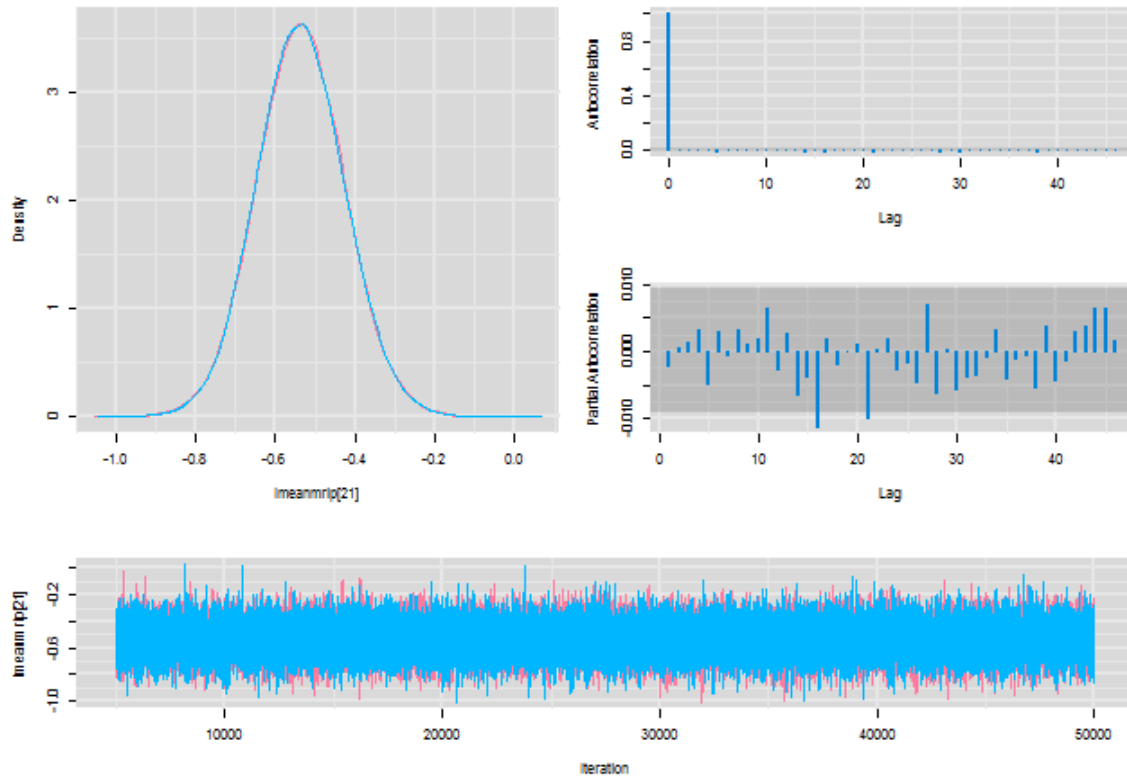 Density
0 1 2 3
-1.0 -0.8 -0.6 -0.4 -0.2 0.0
lmeanmrip[21]
Autocorrelation
0.0 0.4 0.8
0 10 20 30 40
Lag
Partial Autocorrelation
-0.010 0.000 0.010
0 10 20 30 40
Lag
lmeanmrip[21]
-1.0 -0.6 -0.2
10000 20000 30000 40000 50000
Iteration